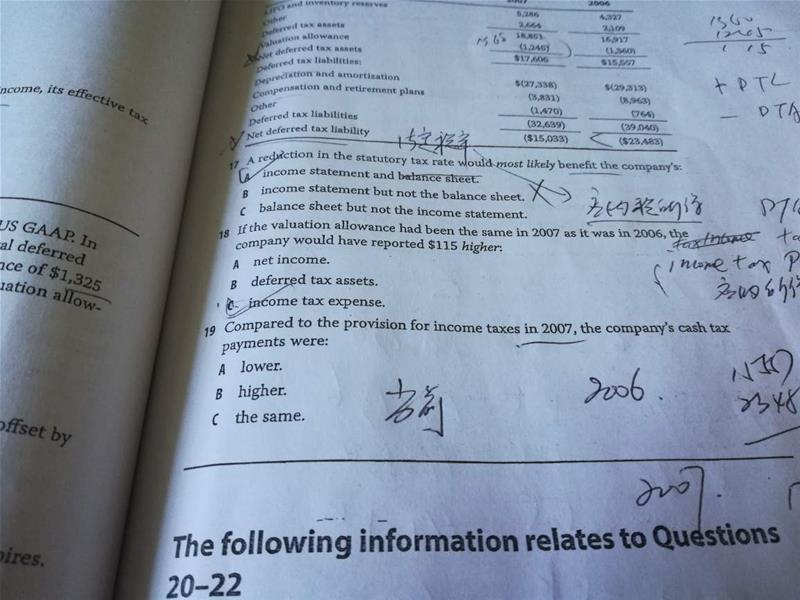 2007 2006
LIFO and inventory reserves 5,286 4,327
Other 2,664 2,109
Deferred tax assets 18,851 16,917
Valuation allowance (1,245) (1,360)
Net deferred tax assets $17,606 $15,557
Deferred tax liabilities:
Depreciation and amortization $(27,338) $(29,313)
Compensation and retirement plans (3,831) (8,963)
Other (1,470) (764)
Deferred tax liabilities (32,639) (39,040)
Net deferred tax liability ($15,033) ($23,483)
1360
1245
115
1360
+ DTL
- DTA
法定税率
17 A reduction in the statutory tax rate would most likely benefit the company's:
A income statement and balance sheet.
B income statement but not the balance sheet.
C balance sheet but not the income statement.
18 If the valuation allowance had been the same in 2007 as it was in 2006, the
company would have reported $115 higher:
A net income.
B deferred tax assets.
C income tax expense.
income tax
19 Compared to the provision for income taxes in 2007, the company's cash tax
payments were:
A lower.
B higher.
C the same.
2006.
2007.
The following information relates to Questions
20–22
ncome, its effective tax
US GAAP. In
al deferred
nce of $1,325
uation allow-
offset by
pires.